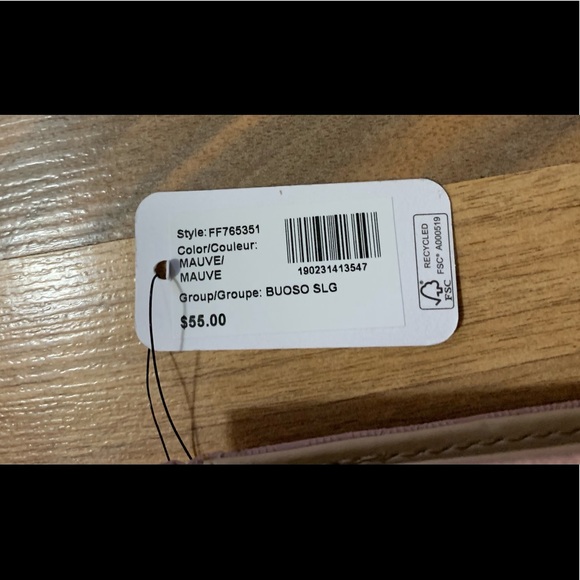 Style: FF765351
Color/Couleur:
MAUVE/
MAUVE
190231413547
Group/Groupe: BUOSO SLG
$55.00
RECYCLED
FSC® A000519
FSC